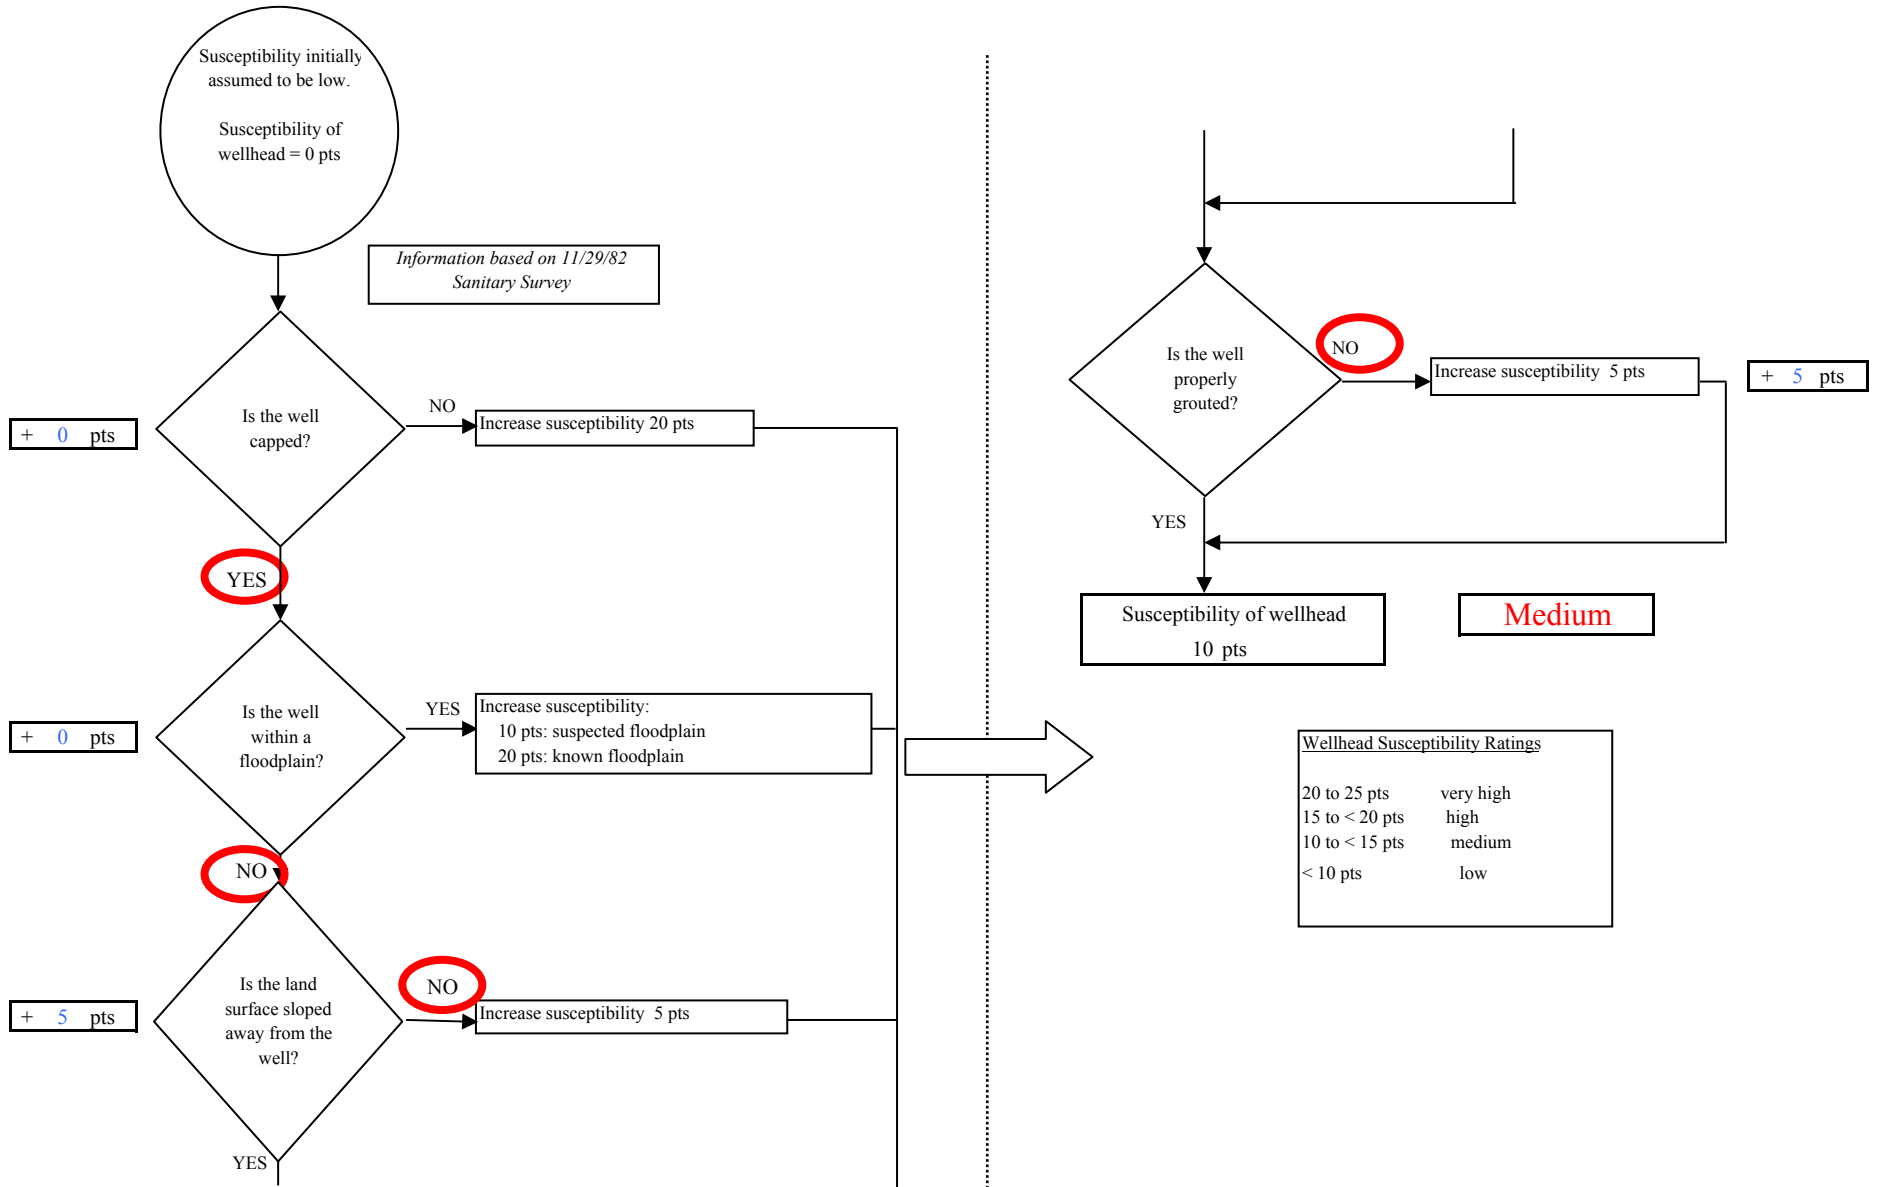 Susceptibility initially
assumed to be low.
Susceptibility of
wellhead = 0 pts
Information based on 11/29/82
Sanitary Survey
Is the well
capped?
NO
Increase susceptibility 20 pts
+ 0 pts
YES
Is the well
within a
floodplain?
YES
Increase susceptibility:
10 pts: suspected floodplain
20 pts: known floodplain
+ 0 pts
NO
Is the land
surface sloped
away from the
well?
NO
Increase susceptibility 5 pts
+ 5 pts
YES
Is the well
properly
grouted?
NO
Increase susceptibility 5 pts
+ 5 pts
YES
Susceptibility of wellhead
10 pts
Medium
Wellhead Susceptibility Ratings
20 to 25 pts very high
15 to < 20 pts high
10 to < 15 pts medium
< 10 pts low